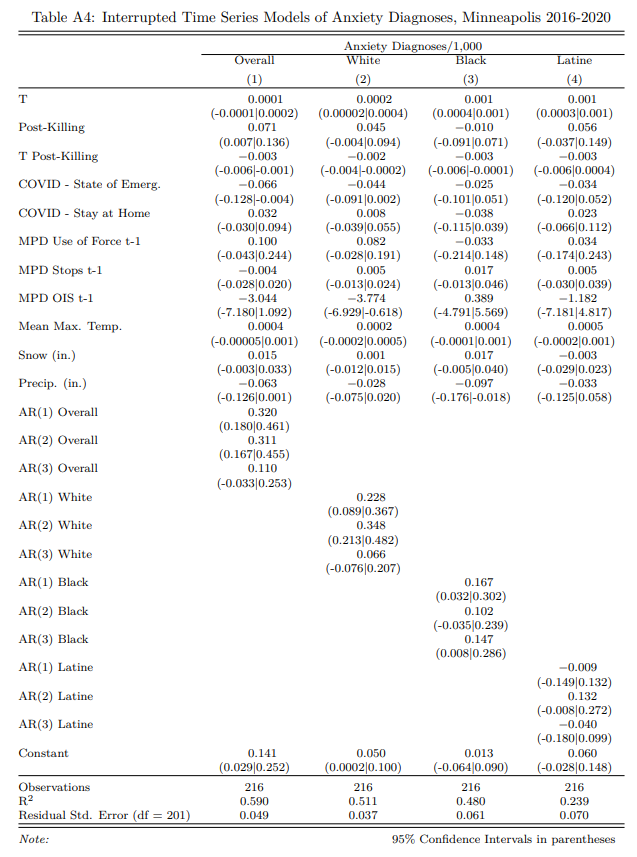 Table A4: Interrupted Time Series Models of Anxiety Diagnoses, Minneapolis 2016-2020
Anxiety Diagnoses/1,000
Overall White Black Latine
(1) (2) (3) (4)
T 0.0001 0.0002 0.001 0.001
(-0.0001|0.0002) (0.00002|0.0004) (0.0004|0.001) (0.0003|0.001)
Post-Killing 0.071 0.045 −0.010 0.056
(0.007|0.136) (-0.004|0.094) (-0.091|0.071) (-0.037|0.149)
T Post-Killing −0.003 −0.002 −0.003 −0.003
(-0.006|-0.001) (-0.004|-0.0002) (-0.006|-0.0001) (-0.006|0.0004)
COVID - State of Emerg. −0.066 −0.044 −0.025 −0.034
(-0.128|-0.004) (-0.091|0.002) (-0.101|0.051) (-0.120|0.052)
COVID - Stay at Home 0.032 0.008 −0.038 0.023
(-0.030|0.094) (-0.039|0.055) (-0.115|0.039) (-0.066|0.112)
MPD Use of Force t-1 0.100 0.082 −0.033 0.034
(-0.043|0.244) (-0.028|0.191) (-0.214|0.148) (-0.174|0.243)
MPD Stops t-1 −0.004 0.005 0.017 0.005
(-0.028|0.020) (-0.013|0.024) (-0.013|0.046) (-0.030|0.039)
MPD OIS t-1 −3.044 −3.774 0.389 −1.182
(-7.180|1.092) (-6.929|-0.618) (-4.791|5.569) (-7.181|4.817)
Mean Max. Temp. 0.0004 0.0002 0.0004 0.0005
(-0.00005|0.001) (-0.0002|0.0005) (-0.0001|0.001) (-0.0002|0.001)
Snow (in.) 0.015 0.001 0.017 -0.003
(-0.003|0.033) (-0.012|0.015) (-0.005|0.040) (-0.029|0.023)
Precip. (in.) −0.063 −0.028 −0.097 −0.033
(-0.126|0.001) (-0.075|0.020) (-0.176|-0.018) (-0.125|0.058)
AR(1) Overall 0.320
(0.180|0.461)
AR(2) Overall 0.311
(0.167|0.455)
AR(3) Overall 0.110
(-0.033|0.253)
AR(1) White 0.228
(0.089|0.367)
AR(2) White 0.348
(0.213|0.482)
AR(3) White 0.066
(-0.076|0.207)
AR(1) Black 0.167
(0.032|0.302)
AR(2) Black 0.102
(-0.035|0.239)
AR(3) Black 0.147
(0.008|0.286)
AR(1) Latine −0.009
(-0.149|0.132)
AR(2) Latine 0.132
(-0.008|0.272)
AR(3) Latine −0.040
(-0.180|0.099)
Constant 0.141 0.050 0.013 0.060
(0.029|0.252) (0.0002|0.100) (-0.064|0.090) (-0.028|0.148)
Observations 216 216 216 216
R² 0.590 0.511 0.480 0.239
Residual Std. Error (df = 201) 0.049 0.037 0.061 0.070
Note: 95% Confidence Intervals in parentheses